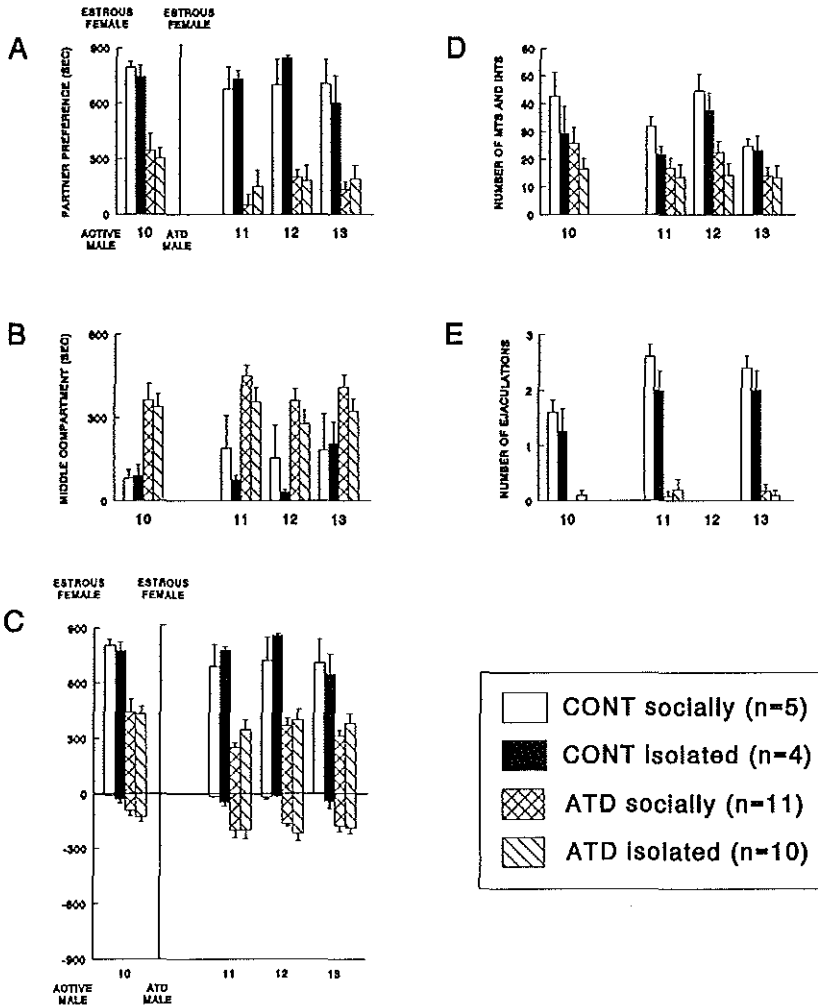 ESTROUS FEMALE
ESTROUS FEMALE
A
PARTNER PREFERENCE (SEC)
900
600
300
0
ACTIVE MALE
10
ATD MALE
11
12
13
D
NUMBER OF MTS AND INTS
60
50
40
30
20
10
0
10
11
12
13
B
MIDDLE COMPARTMENT (SEC)
600
300
0
10
11
12
13
E
NUMBER OF EJACULATIONS
3
2
1
0
10
11
12
13
ESTROUS FEMALE
ESTROUS FEMALE
C
900
600
300
0
-300
-600
-900
ACTIVE MALE
10
ATD MALE
11
12
13
CONT socially (n=5)
CONT isolated (n=4)
ATD socially (n=11)
ATD isolated (n=10)